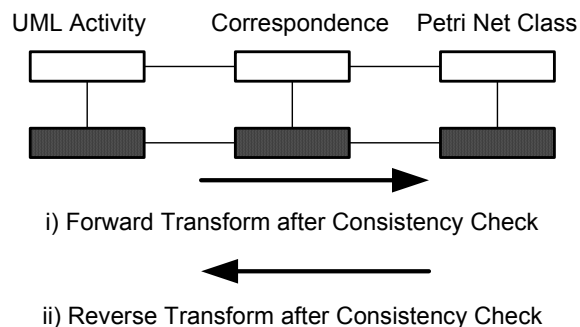 UML Activity Correspondence Petri Net Class
i) Forward Transform after Consistency Check
ii) Reverse Transform after Consistency Check